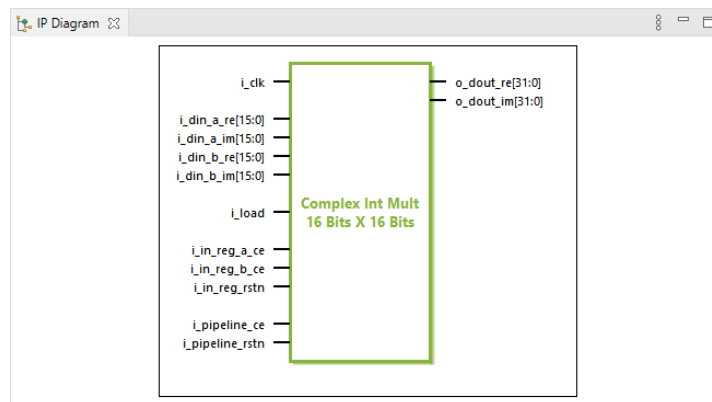 IP Diagram
i_clk
i_din_a_re[15:0]
i_din_a_im[15:0]
i_din_b_re[15:0]
i_din_b_im[15:0]
i_load
i_in_reg_a_ce
i_in_reg_b_ce
i_in_reg_rstn
i_pipeline_ce
i_pipeline_rstn
Complex Int Mult
16 Bits X 16 Bits
o_dout_re[31:0]
o_dout_im[31:0]